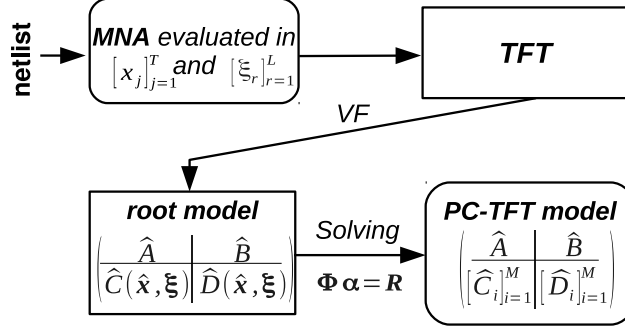 netlist
MNA evaluated in
[x_j]_{j=1}^T and [ξ_r]_{r=1}^L
TFT
VF
root model
(Â | B̂
Ĉ(x̂,ξ) | D̂(x̂,ξ))
Solving
Φα=R
PC-TFT model
(Â | B̂
[Ĉ_i]_{i=1}^M | [D̂_i]_{i=1}^M)